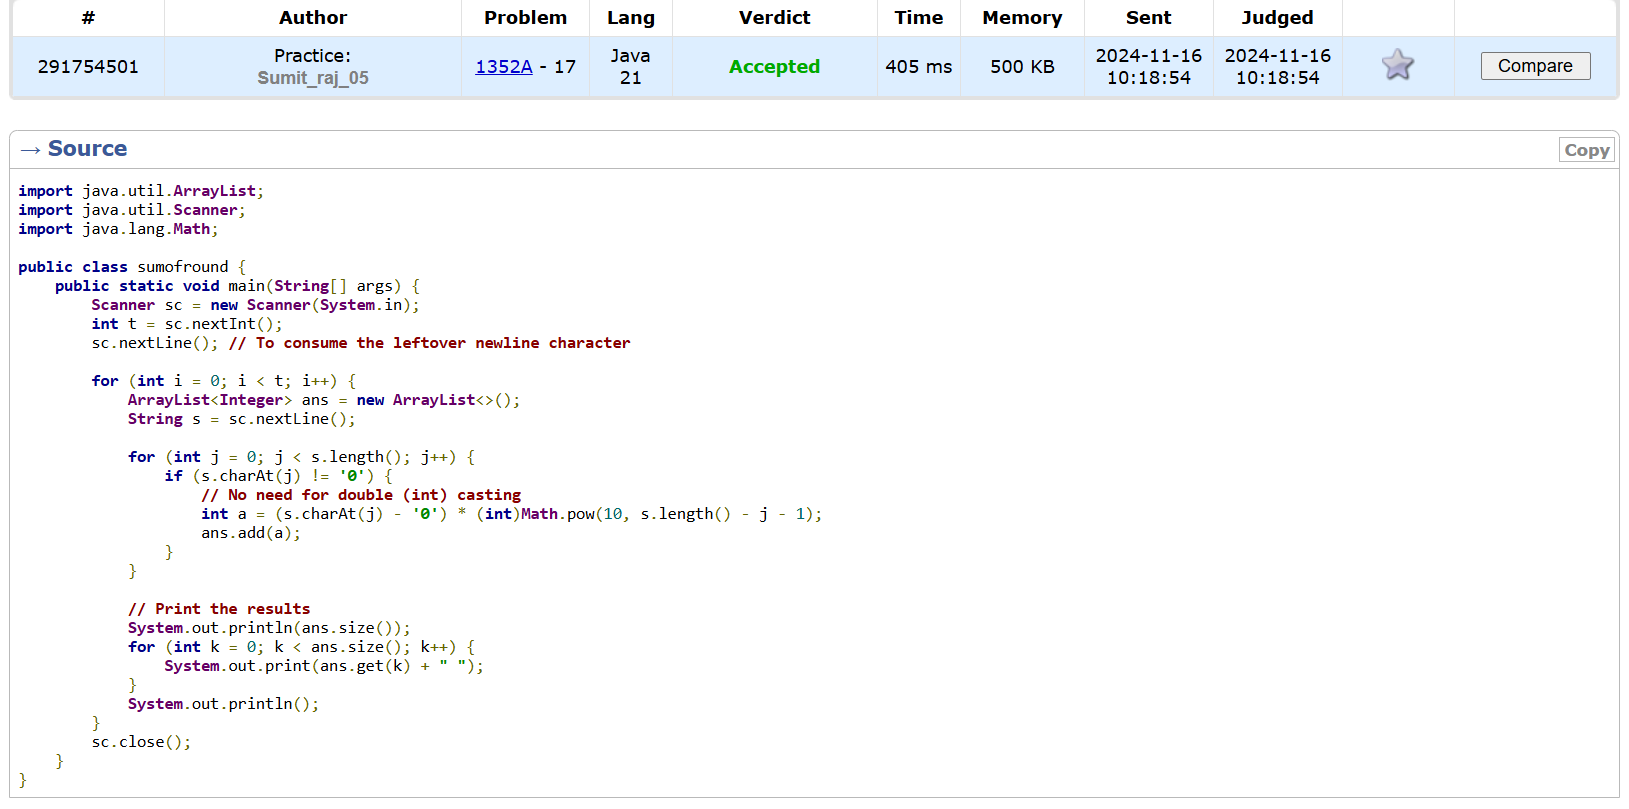 # Author Problem Lang Verdict Time Memory Sent Judged
291754501 Practice: Sumit_raj_05 1352A - 17 Java 21 Accepted 405 ms 500 KB 2024-11-16 10:18:54 2024-11-16 10:18:54 Compare
→ Source Copy
import java.util.ArrayList;
import java.util.Scanner;
import java.lang.Math;

public class sumofround {
    public static void main(String[] args) {
        Scanner sc = new Scanner(System.in);
        int t = sc.nextInt();
        sc.nextLine(); // To consume the leftover newline character

        for (int i = 0; i < t; i++) {
            ArrayList<Integer> ans = new ArrayList<>();
            String s = sc.nextLine();

            for (int j = 0; j < s.length(); j++) {
                if (s.charAt(j) != '0') {
                    // No need for double (int) casting
                    int a = (s.charAt(j) - '0') * (int)Math.pow(10, s.length() - j - 1);
                    ans.add(a);
                }
            }

            // Print the results
            System.out.println(ans.size());
            for (int k = 0; k < ans.size(); k++) {
                System.out.print(ans.get(k) + " ");
            }
            System.out.println();
        }
        sc.close();
    }
}